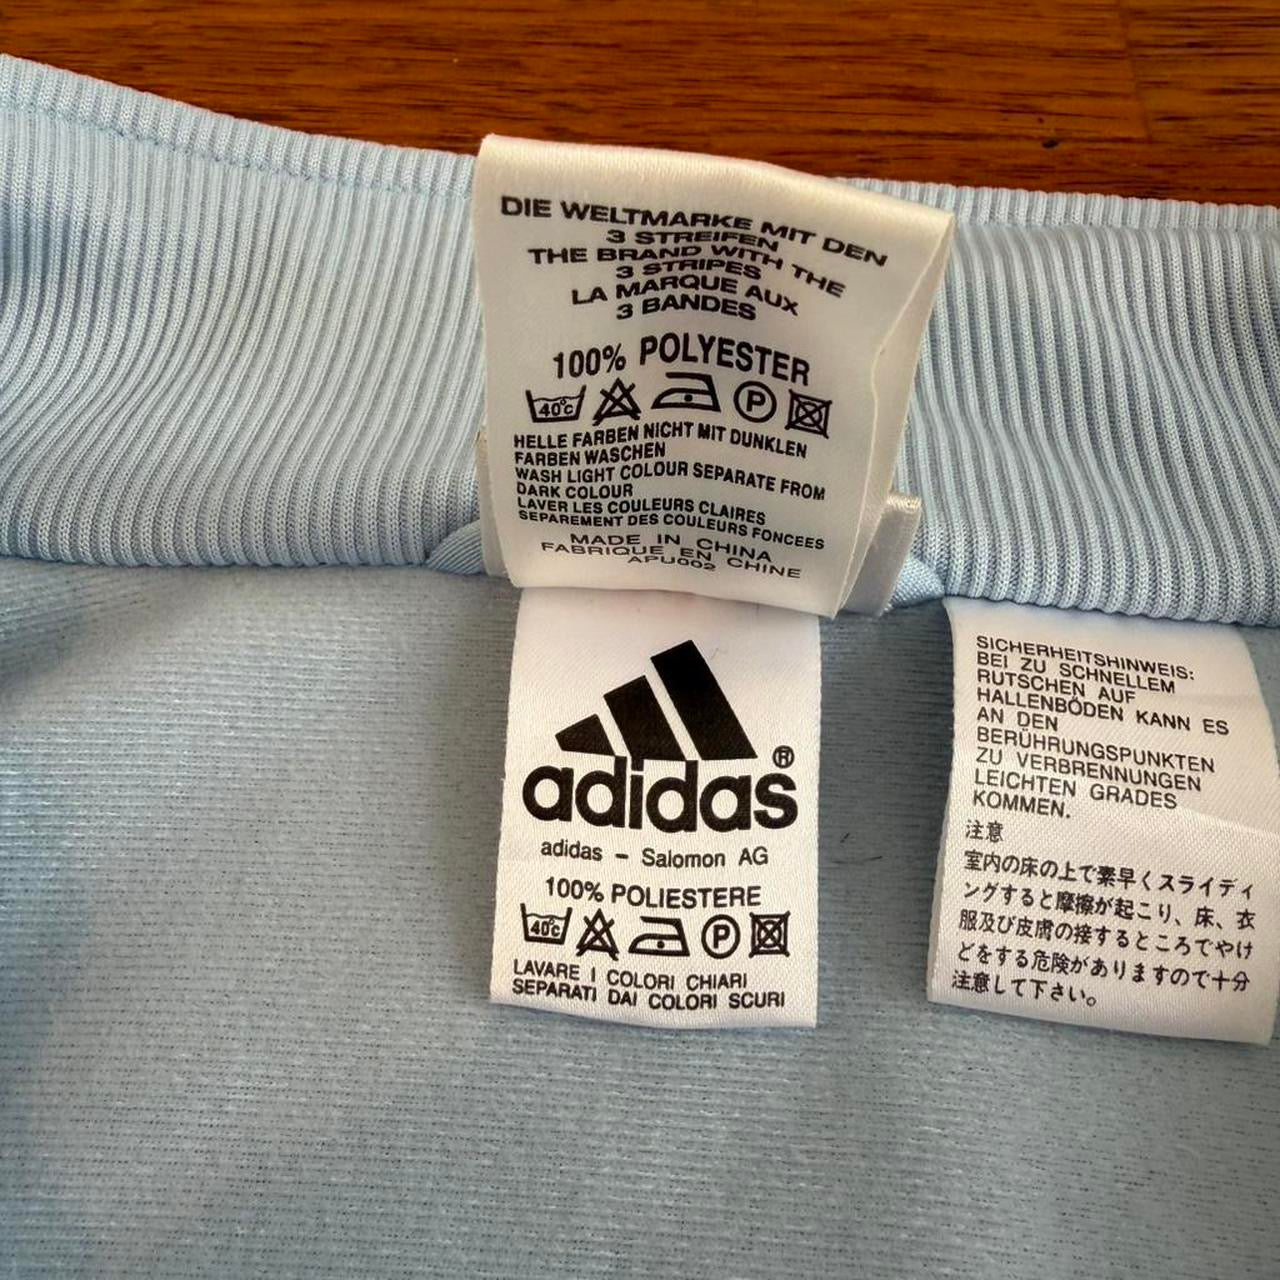 DIE WELTMARKE MIT DEN
3 STREIFEN
THE BRAND WITH THE
3 STRIPES
LA MARQUE AUX
3 BANDES
100% POLYESTER
40°C P
HELLE FARBEN NICHT MIT DUNKLEN
FARBEN WASCHEN
WASH LIGHT COLOUR SEPARATE FROM
DARK COLOUR
LAVER LES COULEURS CLAIRES
SEPAREMENT DES COULEURS FONCEES
MADE IN CHINA
FABRIQUE EN CHINE
APU002
adidas®
adidas - Salomon AG
100% POLIESTERE
40°C P
LAVARE I COLORI CHIARI
SEPARATI DAI COLORI SCURI
SICHERHEITSHINWEIS:
BEI ZU SCHNELLEM
RUTSCHEN AUF
HALLENBÖDEN KANN ES
AN DEN
BERÜHRUNGSPUNKTEN
ZU VERBRENNUNGEN
LEICHTEN GRADES
KOMMEN.
注意
室内の床の上で素早くスライディ
ングすると摩擦が起こり、床、衣
服及び皮膚の接するところでやけ
どをする危険がありますので十分
注意して下さい。